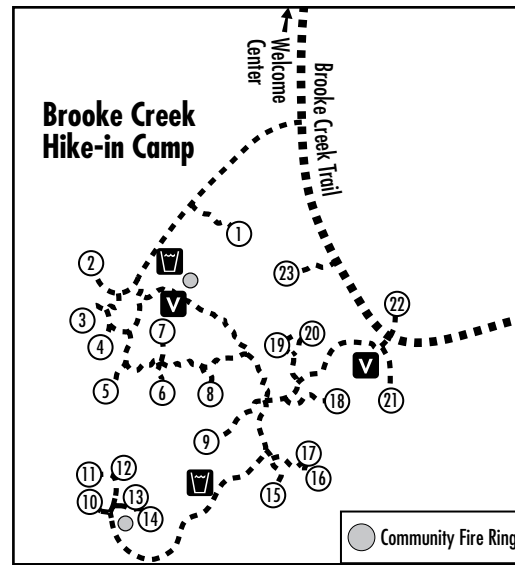 Welcome
Center
Brooke Creek Trail
Brooke Creek
Hike-in Camp
1
2
23
3
22
V
7
4
20
19
V
5
6
8
18
21
9
17
11
12
16
15
10
13
14
Community Fire Ring